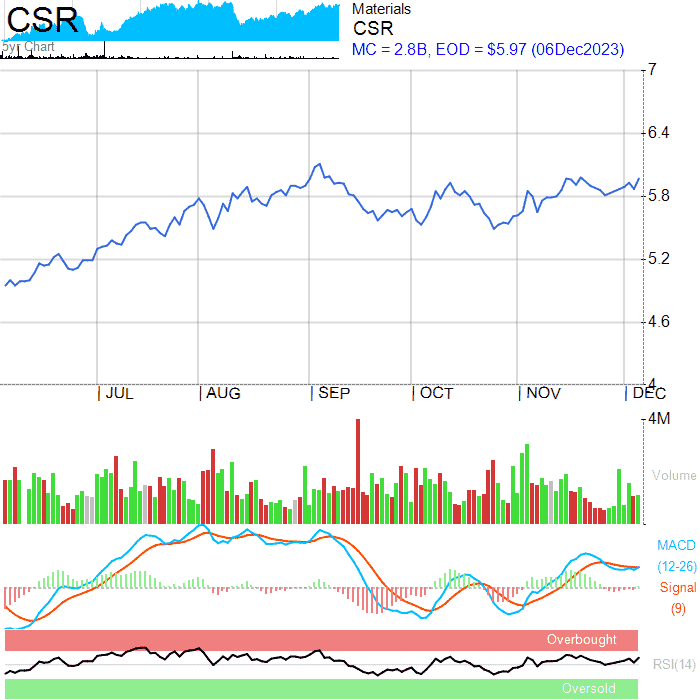 CSR
5yr Chart
Materials
CSR
MC = 2.8B, EOD = $5.97 (06Dec2023)
7
6.4
5.8
5.2
4.6
4
| JUL | AUG | SEP | OCT | NOV | DEC
4M
Volume
MACD
(12-26)
Signal
(9)
Overbought
RSI(14)
Oversold